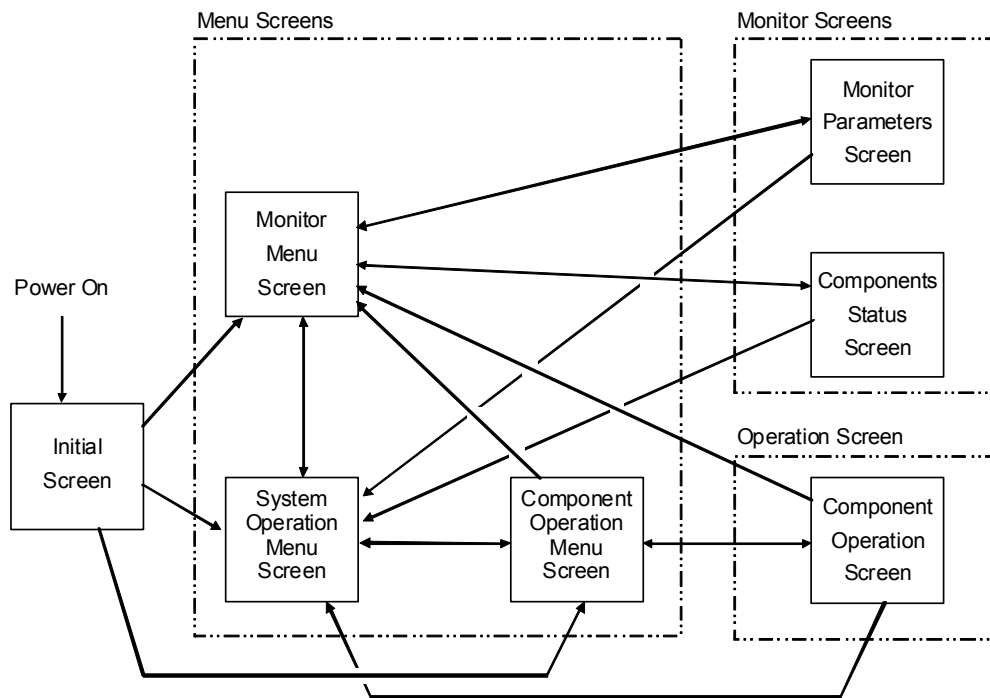 Menu Screens
Monitor Screens
Monitor
Parameters
Screen
Monitor
Menu
Screen
Components
Status
Screen
Power On
Initial
Screen
Operation Screen
System
Operation
Menu
Screen
Component
Operation
Menu
Screen
Component
Operation
Screen